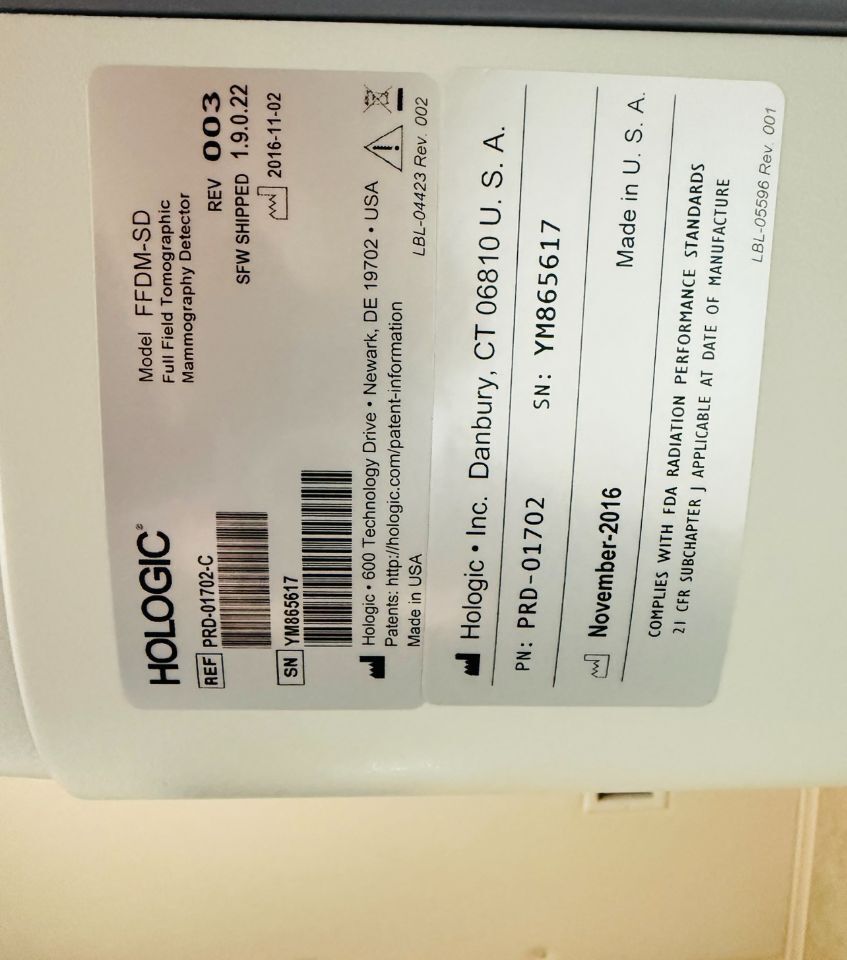 HOLOGIC®
Model FFDM-SD
Full Field Tomographic
Mammography Detector
REF PRD-01702-C
REV 003
SFW SHIPPED 1.9.0.22
2016-11-02
SN YM865617
Hologic • 600 Technology Drive • Newark, DE 19702 • USA
Patents: http://hologic.com/patent-information
Made in USA
LBL-04423 Rev. 002
Hologic • Inc. Danbury, CT 06810 U. S. A.
PN: PRD-01702 SN: YM865617
November-2016 Made in U. S. A.
COMPLIES WITH FDA RADIATION PERFORMANCE STANDARDS
21 CFR SUBCHAPTER J APPLICABLE AT DATE OF MANUFACTURE
LBL-05596 Rev. 001